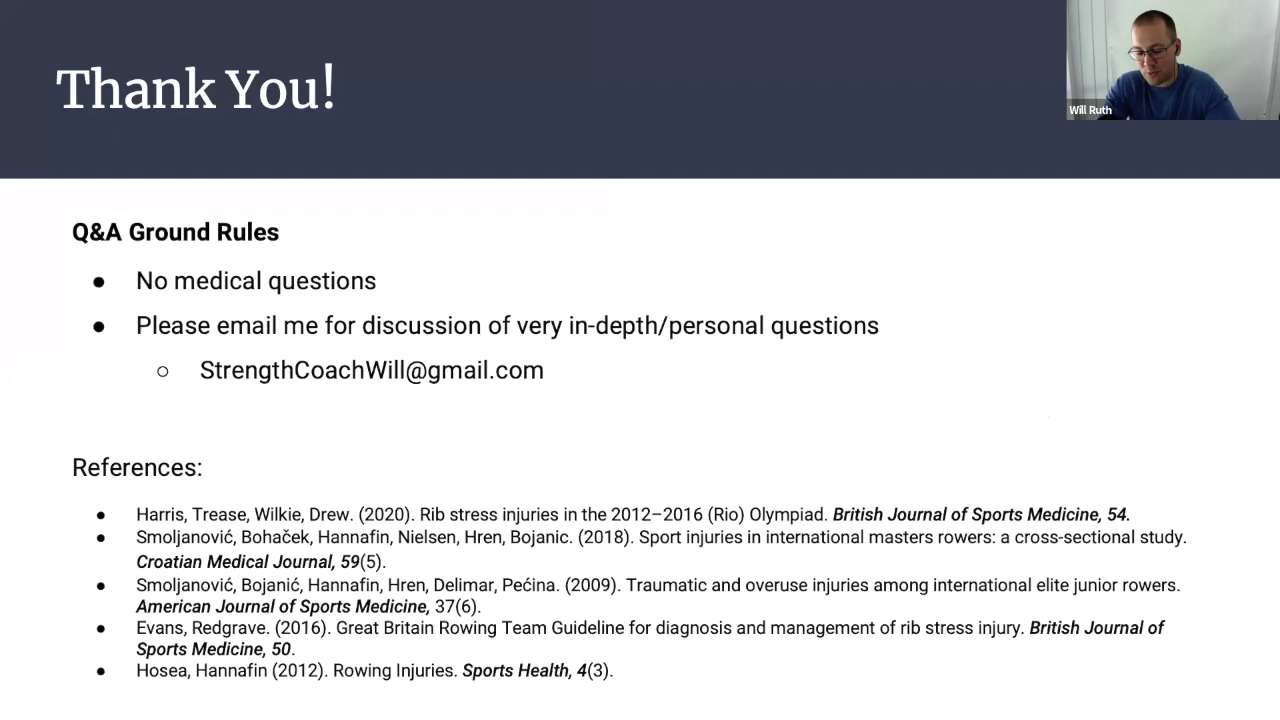 Thank You!
Will Ruth
Q&A Ground Rules
● No medical questions
● Please email me for discussion of very in-depth/personal questions
○ StrengthCoachWill@gmail.com
References:
● Harris, Trease, Wilkie, Drew. (2020). Rib stress injuries in the 2012–2016 (Rio) Olympiad. British Journal of Sports Medicine, 54.
● Smoljanović, Bohaček, Hannafin, Nielsen, Hren, Bojanic. (2018). Sport injuries in international masters rowers: a cross-sectional study.
Croatian Medical Journal, 59(5).
● Smoljanović, Bojanić, Hannafin, Hren, Delimar, Pećina. (2009). Traumatic and overuse injuries among international elite junior rowers.
American Journal of Sports Medicine, 37(6).
● Evans, Redgrave. (2016). Great Britain Rowing Team Guideline for diagnosis and management of rib stress injury. British Journal of
Sports Medicine, 50.
● Hosea, Hannafin (2012). Rowing Injuries. Sports Health, 4(3).